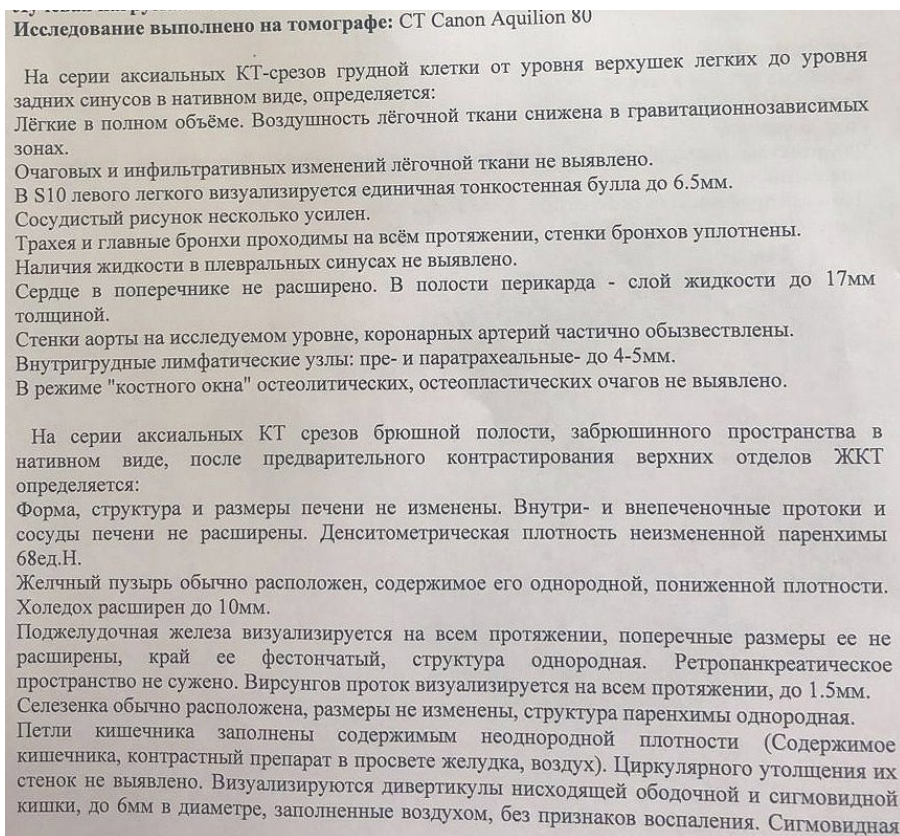 Исследование выполнено на томографе: CT Canon Aquilion 80
На серии аксиальных КТ-срезов грудной клетки от уровня верхушек легких до уровня
задних синусов в нативном виде, определяется:
Лёгкие в полном объёме. Воздушность лёгочной ткани снижена в гравитационнозависимых
зонах.
Очаговых и инфильтративных изменений лёгочной ткани не выявлено.
В S10 левого легкого визуализируется единичная тонкостенная булла до 6.5мм.
Сосудистый рисунок несколько усилен.
Трахея и главные бронхи проходимы на всём протяжении, стенки бронхов уплотнены.
Наличия жидкости в плевральных синусах не выявлено.
Сердце в поперечнике не расширено. В полости перикарда - слой жидкости до 17мм
толщиной.
Стенки аорты на исследуемом уровне, коронарных артерий частично обызвествлены.
Внутригрудные лимфатические узлы: пре- и паратрахеальные- до 4-5мм.
В режиме "костного окна" остеолитических, остеопластических очагов не выявлено.
На серии аксиальных КТ срезов брюшной полости, забрюшинного пространства в
нативном виде, после предварительного контрастирования верхних отделов ЖКТ
определяется:
Форма, структура и размеры печени не изменены. Внутри- и внепеченочные протоки и
сосуды печени не расширены. Денситометрическая плотность неизмененной паренхимы
68ед.Н.
Желчный пузырь обычно расположен, содержимое его однородной, пониженной плотности.
Холедох расширен до 10мм.
Поджелудочная железа визуализируется на всем протяжении, поперечные размеры ее не
расширены, край ее фестончатый, структура однородная. Ретропанкреатическое
пространство не сужено. Вирсунгов проток визуализируется на всем протяжении, до 1.5мм.
Селезенка обычно расположена, размеры не изменены, структура паренхимы однородная.
Петли кишечника заполнены содержимым неоднородной плотности (Содержимое
кишечника, контрастный препарат в просвете желудка, воздух). Циркулярного утолщения их
стенок не выявлено. Визуализируются дивертикулы нисходящей ободочной и сигмовидной
кишки, до 6мм в диаметре, заполненные воздухом, без признаков воспаления. Сигмовидная